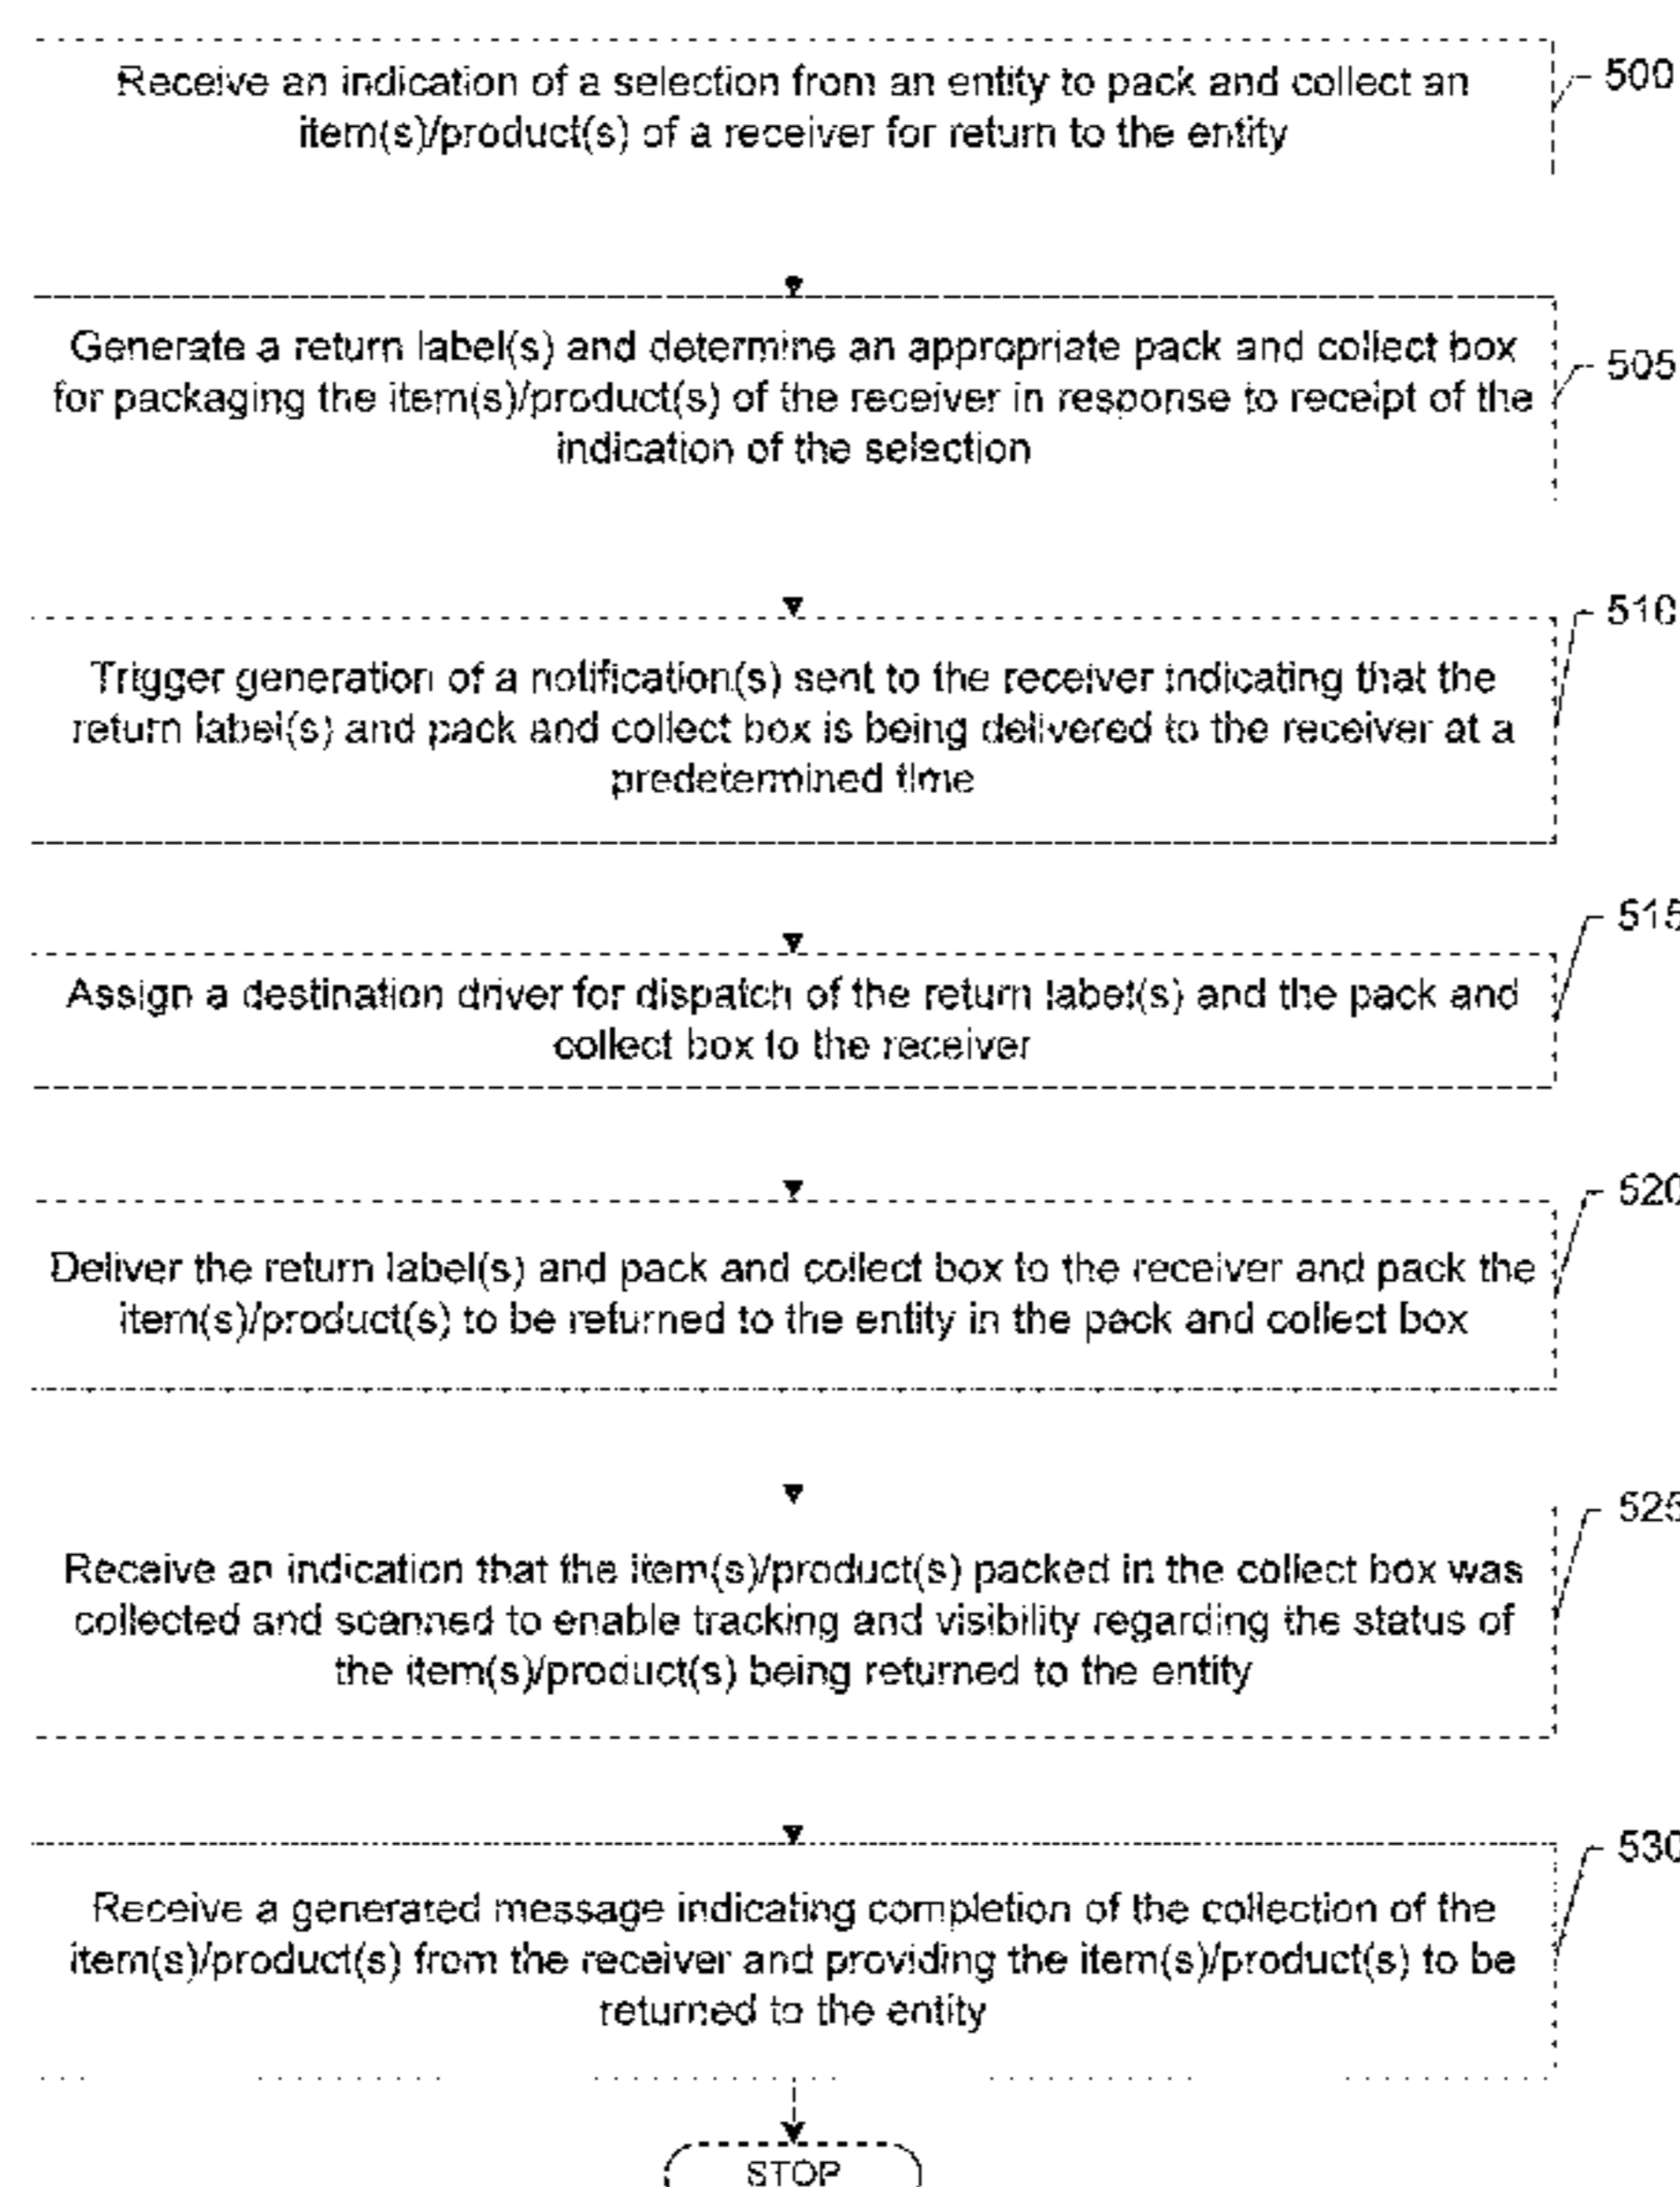 Receive an indication of a selection from an entity to pack and collect an
item(s)/product(s) of a receiver for return to the entity
500
Generate a return label(s) and determine an appropriate pack and collect box
for packaging the item(s)/product(s) of the receiver in response to receipt of the
indication of the selection
505
Trigger generation of a notification(s) sent to the receiver indicating that the
return label(s) and pack and collect box is being delivered to the receiver at a
predetermined time
510
Assign a destination driver for dispatch of the return label(s) and the pack and
collect box to the receiver
515
Deliver the return label(s) and pack and collect box to the receiver and pack the
item(s)/product(s) to be returned to the entity in the pack and collect box
520
Receive an indication that the item(s)/product(s) packed in the collect box was
collected and scanned to enable tracking and visibility regarding the status of
the item(s)/product(s) being returned to the entity
525
Receive a generated message indicating completion of the collection of the
item(s)/product(s) from the receiver and providing the item(s)/product(s) to be
returned to the entity
530
STOP